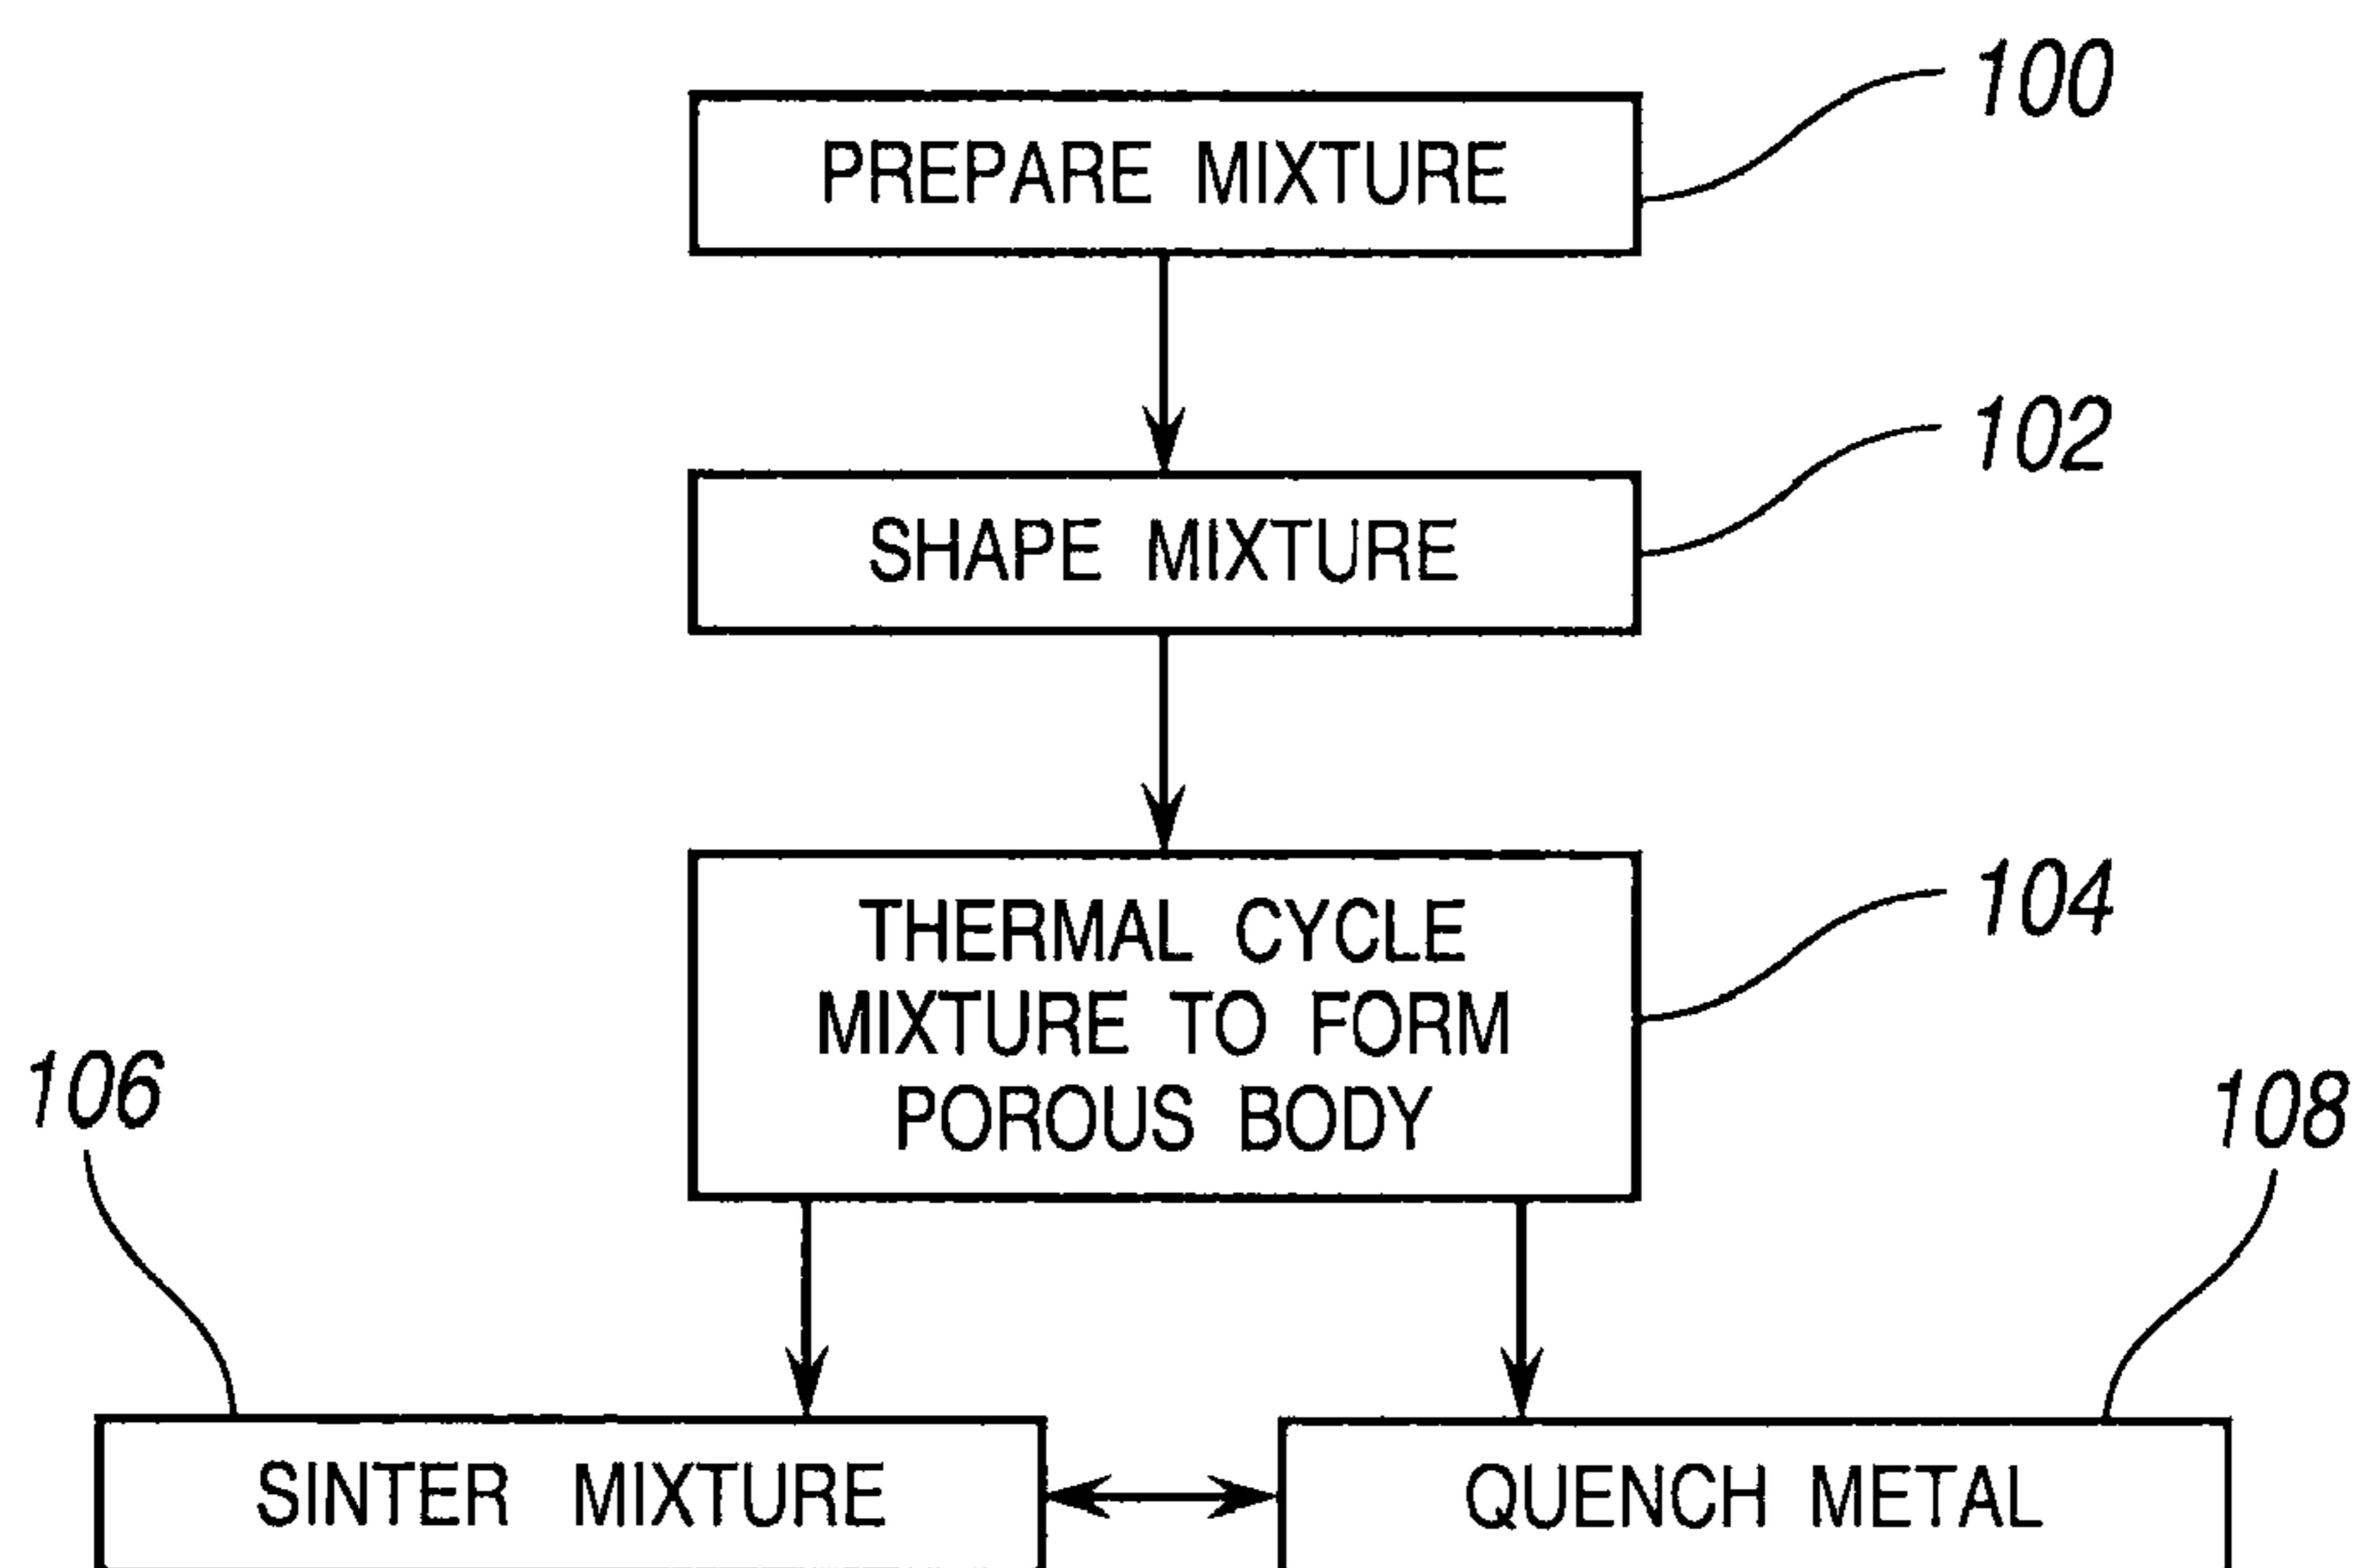 100
PREPARE MIXTURE
102
SHAPE MIXTURE
104
THERMAL CYCLE
MIXTURE TO FORM
POROUS BODY
106
108
SINTER MIXTURE
QUENCH METAL